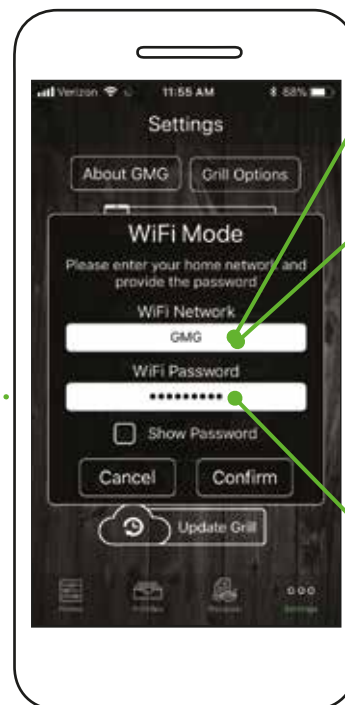 Verizon 11:55 AM 68%
Settings
About GMG Grill Options
WiFi Mode
Please enter your home network and
provide the password
WiFi Network
GMG
WiFi Password
•••••••••
Show Password
Cancel Confirm
Update Grill
Settings